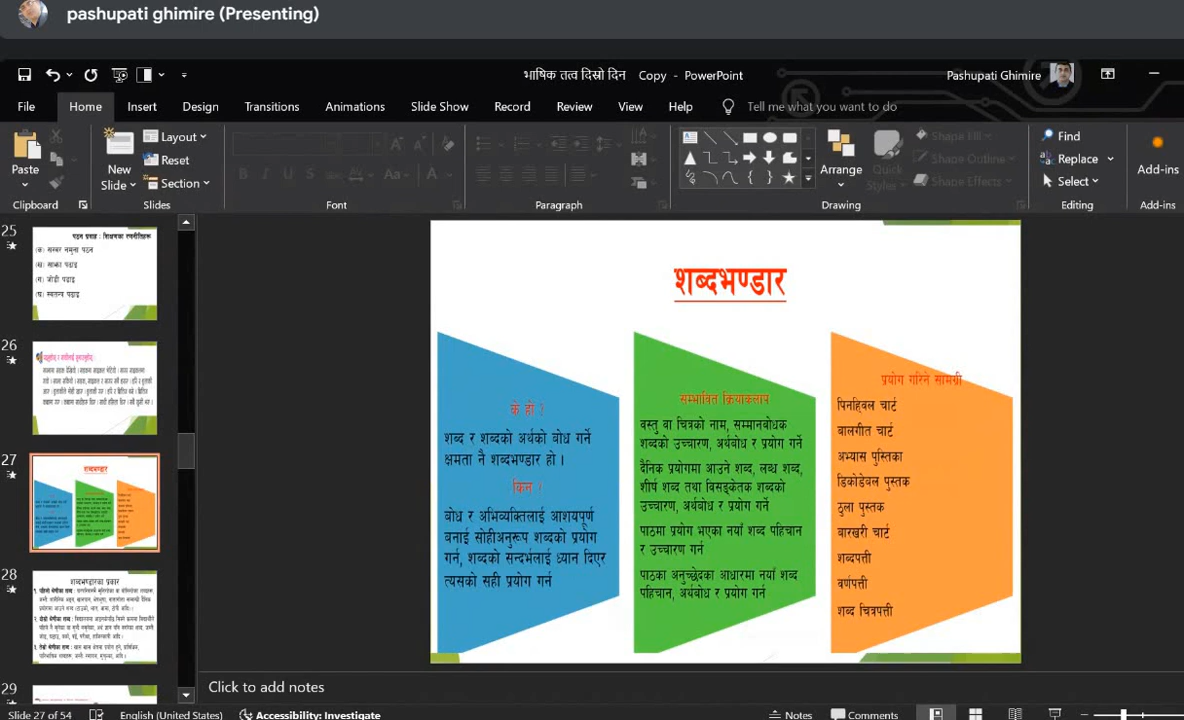 pashupati ghimire (Presenting)
भाषिक तत्व दिस्रो दिन Copy - PowerPoint
Pashupati Ghimire
File Home Insert Design Slide Show Transitions Animations Record Review View Help Tell me what you want to do
Paste
Clipboard
New
Slide
Layout
Reset
Section
Slides
Font
Paragraph
Arrange
Quick
Styles
Shape Fill
Shape Outline
Shape Effects
Drawing
Find
Replace
Select
Editing
Add-ins
Add-ins
25
(ख) साझा पढाइ
(ग) जोडी पढाइ
(घ) स्वतन्त्र पढाइ
26
27
28
शब्दभण्डारका प्रकार
29
शब्दभण्डार
के हो ?
शब्द र शब्दको अर्थको बोध गर्ने
क्षमता नै शब्दभण्डार हो ।
किन ?
बोध र अभिव्यक्तिलाई आशयपूर्ण
बनाई सोहीअनुरूप शब्दको प्रयोग
गर्न, शब्दको सन्दर्भलाई ध्यान दिएर
त्यसको सही प्रयोग गर्न
सम्भावित क्रियाकलाप
वस्तु वा चित्रको नाम, सम्मानबोधक
शब्दको उच्चारण, अर्थबोध र प्रयोग गर्ने
दैनिक प्रयोगमा आउने शब्द, लक्ष्य शब्द,
शीर्ष शब्द तथा विसङ्केतक शब्दको
उच्चारण, अर्थबोध र प्रयोग गर्ने
पाठमा प्रयोग भएका नयाँ शब्द पहिचान
र उच्चारण गर्न
पाठका अनुच्छेदका आधारमा नयाँ शब्द
पहिचान, अर्थबोध र प्रयोग गर्न
प्रयोग गरिने सामग्री
पिनहिवल चार्ट
बालगीत चार्ट
अभ्यास पुस्तिका
डिकोडेवल पुस्तक
ठुला पुस्तक
बारखरी चार्ट
शब्दपत्ती
वर्णपत्ती
शब्द चित्रपत्ती
Click to add notes
Slide 27 of 54 English (United States) Accessibility: Investigate Notes Comments